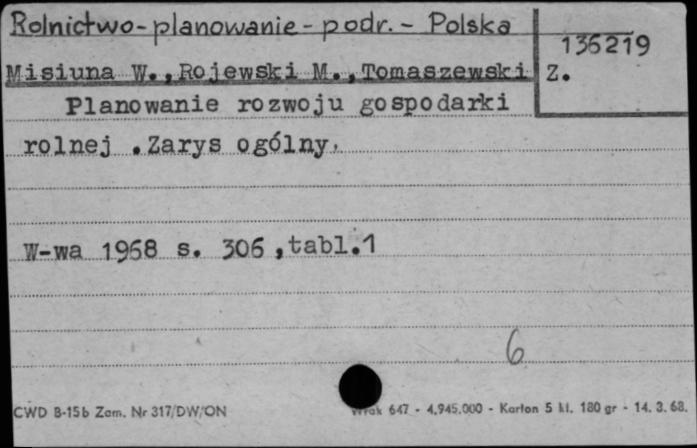 Rolnictwo - planowanie - podr. - Polska
136219
Misiuna W., Rojewski M., Tomaszewski Z.
Planowanie rozwoju gospodarki
rolnej .Zarys ogólny.
W-wa 1968 s. 306 ,tabl.1
6
CWD B-15b Zam. Nr 317/DW/ON 647 - 4.945.000 - Karton 5 kl. 180 gr - 14. 3. 68.